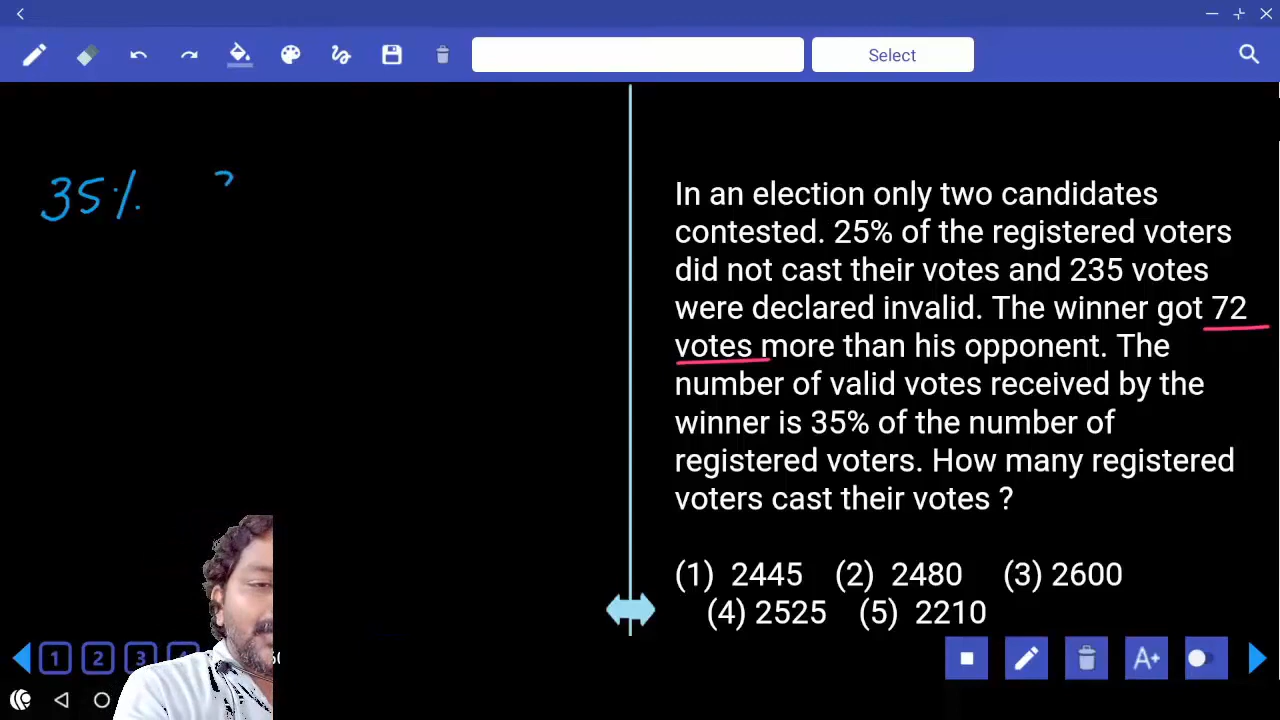 Select
35%
In an election only two candidates
contested. 25% of the registered voters
did not cast their votes and 235 votes
were declared invalid. The winner got 72
votes more than his opponent. The
number of valid votes received by the
winner is 35% of the number of
registered voters. How many registered
voters cast their votes ?
(1) 2445 (2) 2480 (3) 2600
(4) 2525 (5) 2210
1 2 3
A+